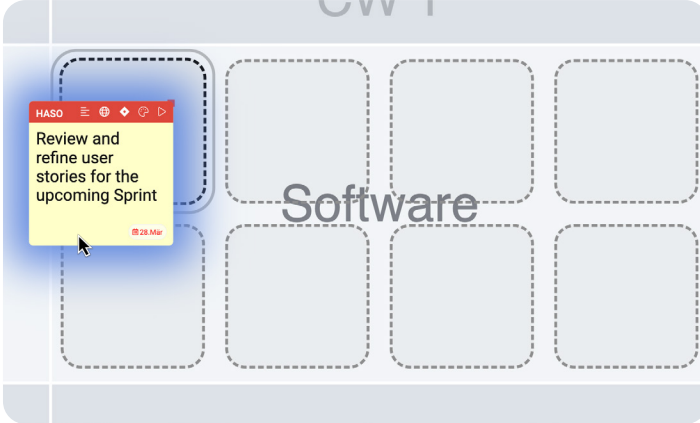 CW 1
HASO
Review and
refine user
stories for the
upcoming Sprint
28.Mar
Software